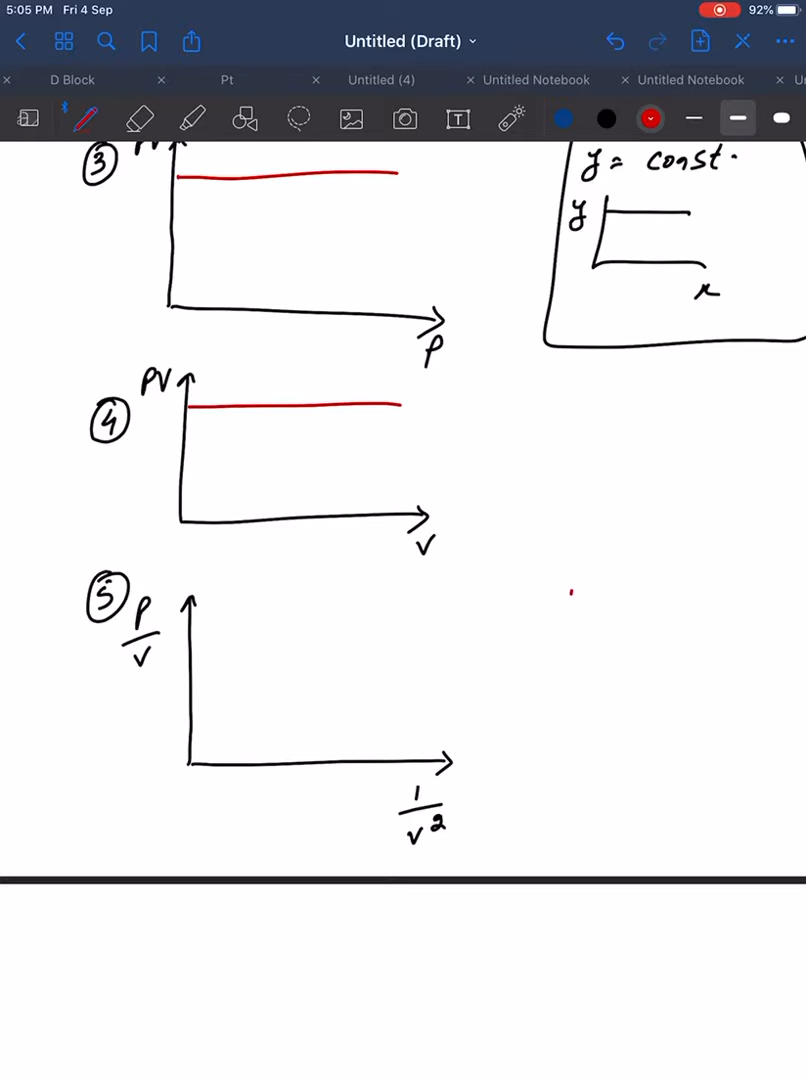 5:05 PM Fri 4 Sep 92%
Untitled (Draft)
D Block Pt Untitled (4) Untitled Notebook Untitled Notebook
T
3 PV
y = const.
y
x
P
4 PV
V
5 P
V
1
V2